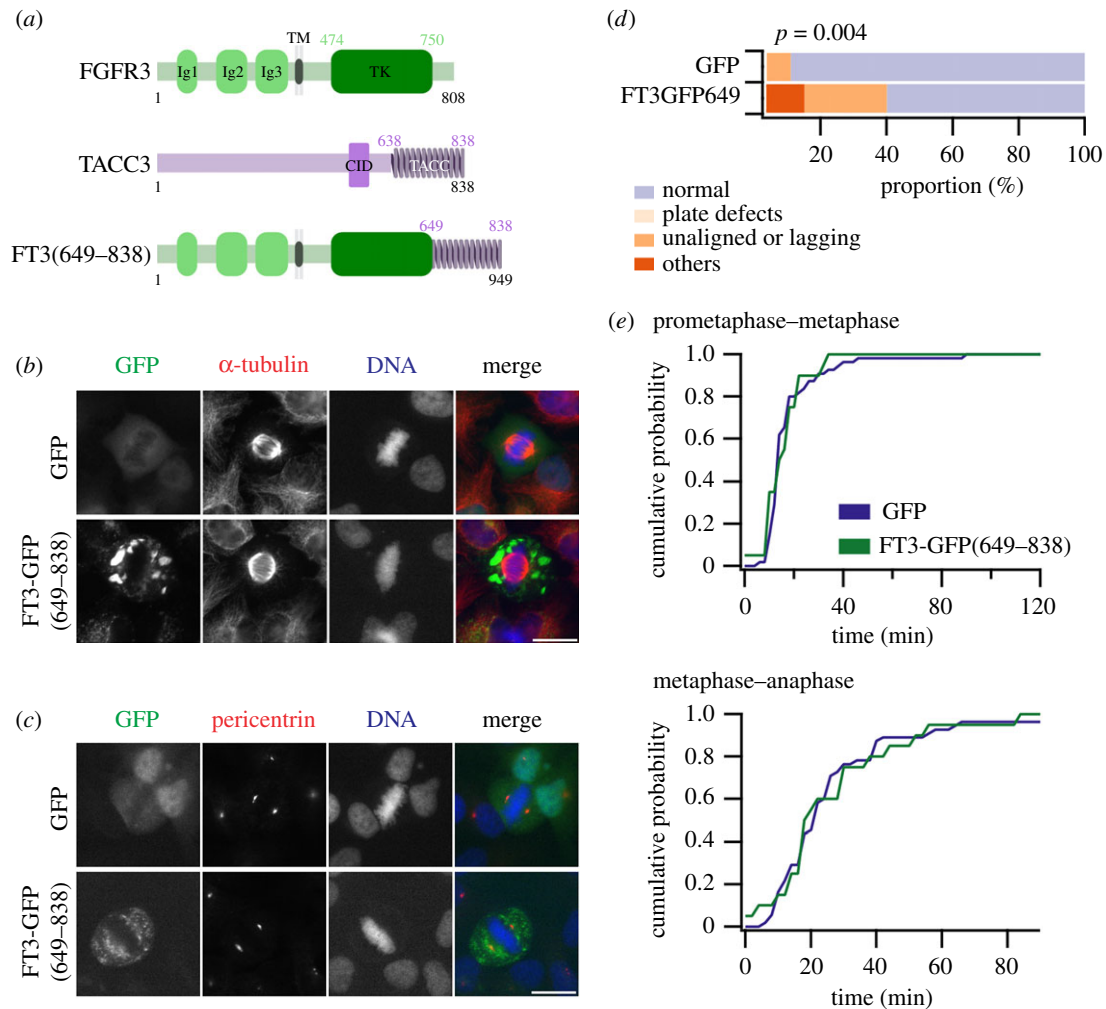 (a)
TM
474
750
FGFR3
Ig1
Ig2
Ig3
TK
1
808
638
838
TACC3
CID
TACC
1
838
649
838
FT3(649–838)
1
949
(b)
GFP
α-tubulin
DNA
merge
GFP
FT3-GFP
(649–838)
(c)
GFP
pericentrin
DNA
merge
GFP
FT3-GFP
(649–838)
(d)
p = 0.004
GFP
FT3GFP649
20 40 60 80 100
proportion (%)
normal
plate defects
unaligned or lagging
others
(e) prometaphase–metaphase
1.0
0.8
0.6
0.4
0.2
0
cumulative probability
GFP
FT3-GFP(649–838)
0 40 80 120
time (min)
metaphase–anaphase
1.0
0.8
0.6
0.4
0.2
0
cumulative probability
0 20 40 60 80
time (min)